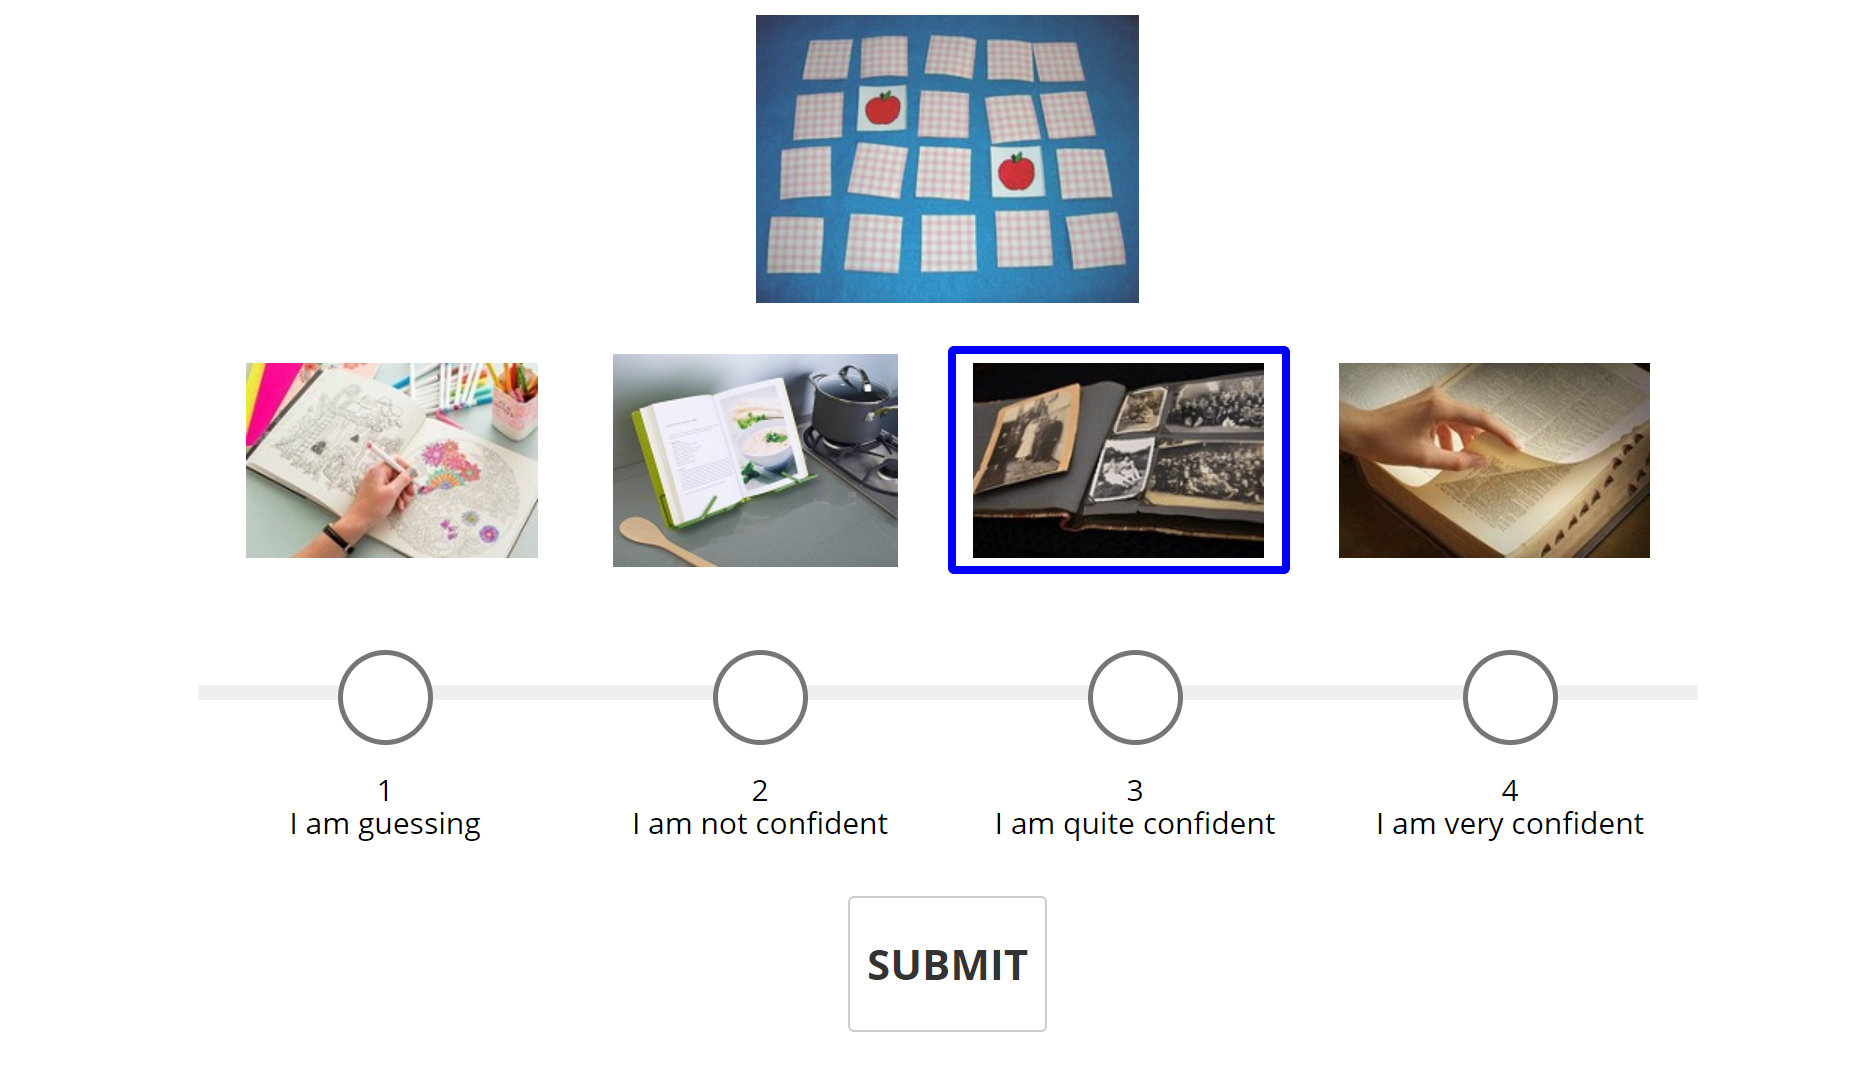 1
I am guessing
2
I am not confident
3
I am quite confident
4
I am very confident
SUBMIT